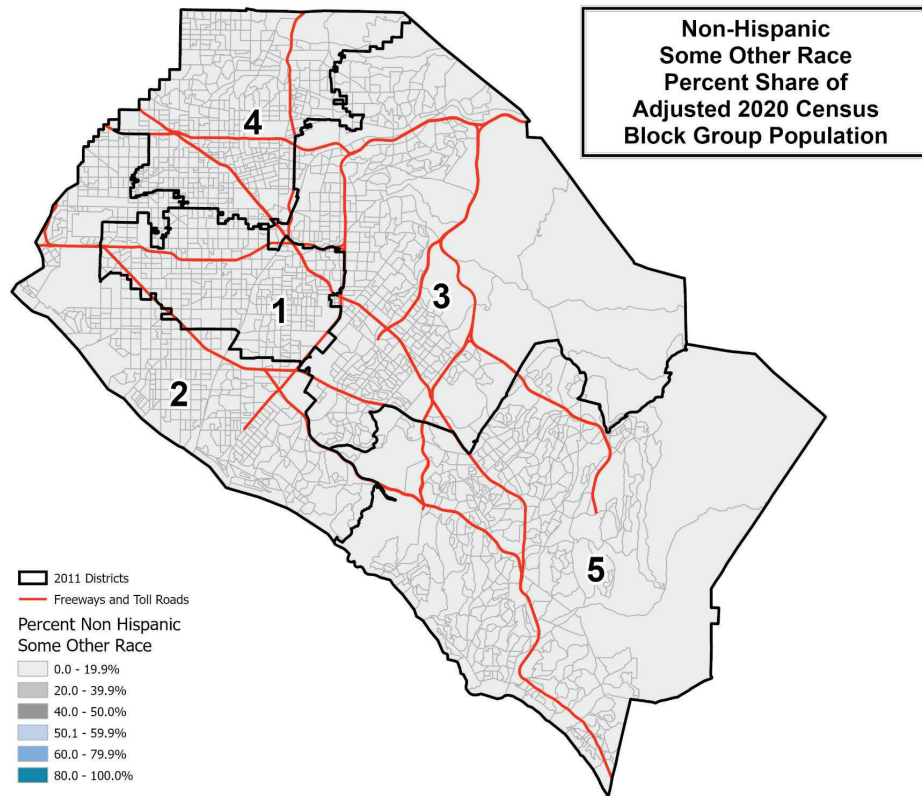 Non-Hispanic
Some Other Race
Percent Share of
Adjusted 2020 Census
Block Group Population
4
3
1
2
5
2011 Districts
Freeways and Toll Roads
Percent Non Hispanic
Some Other Race
0.0 - 19.9%
20.0 - 39.9%
40.0 - 50.0%
50.1 - 59.9%
60.0 - 79.9%
80.0 - 100.0%